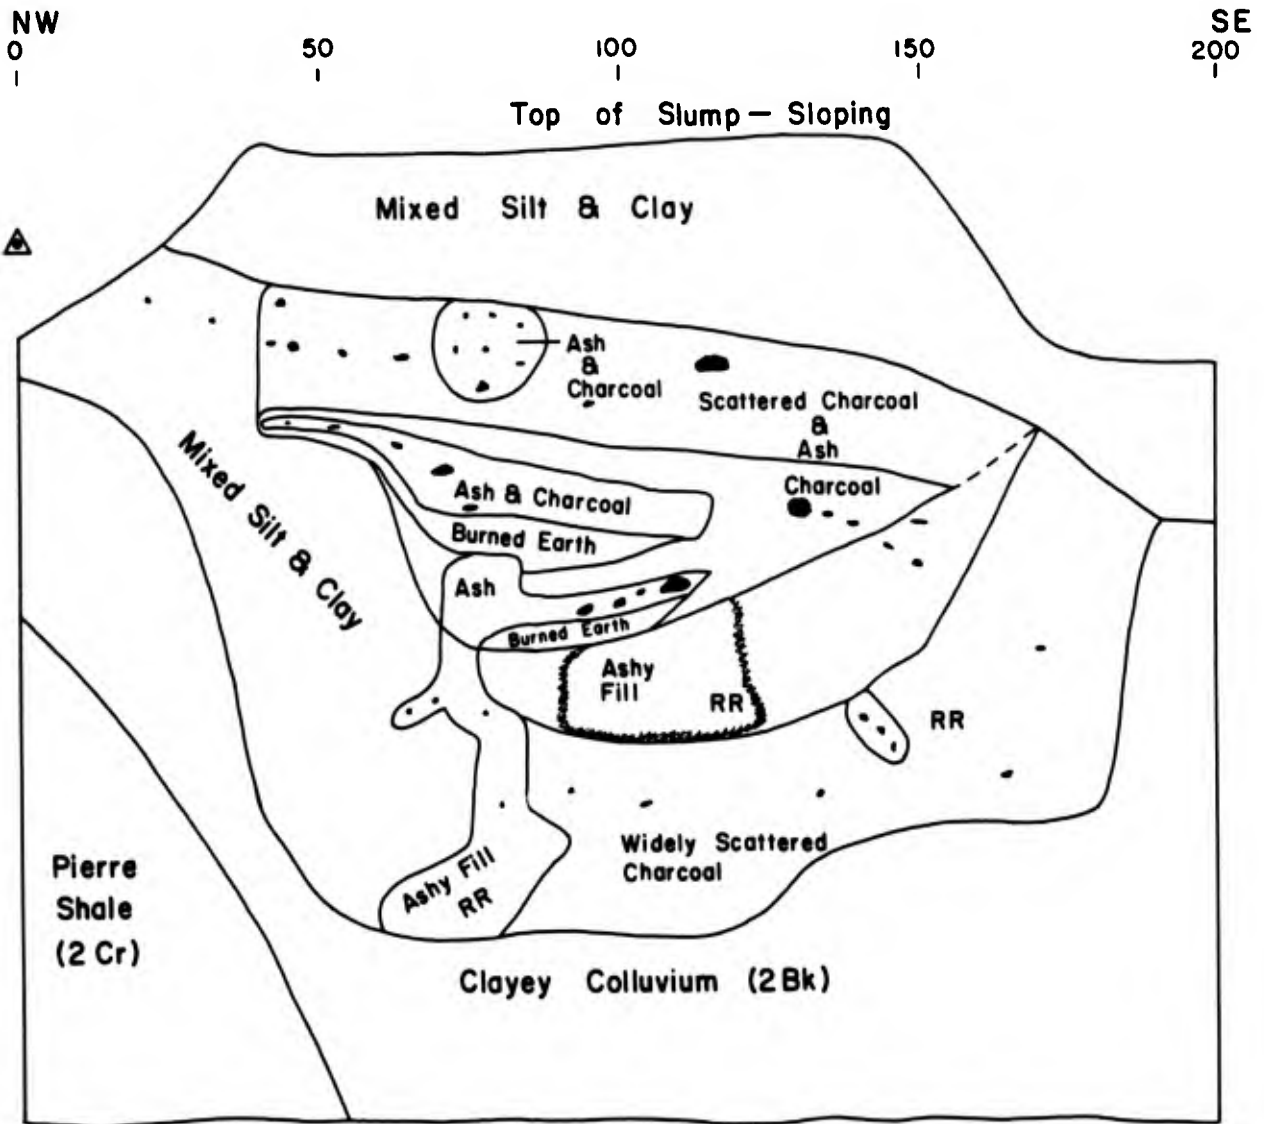 NW SE
0 50 100 150 200
Top of Slump — Sloping
Mixed Silt & Clay
Ash
&
Charcoal
Scattered Charcoal
&
Ash
Charcoal
Mixed Silt & Clay
Ash & Charcoal
Burned Earth
Ash
Burned Earth
Ashy
Fill
RR
RR
Widely Scattered
Charcoal
Ashy Fill
RR
Pierre
Shale
(2 Cr)
Clayey Colluvium (2Bk)